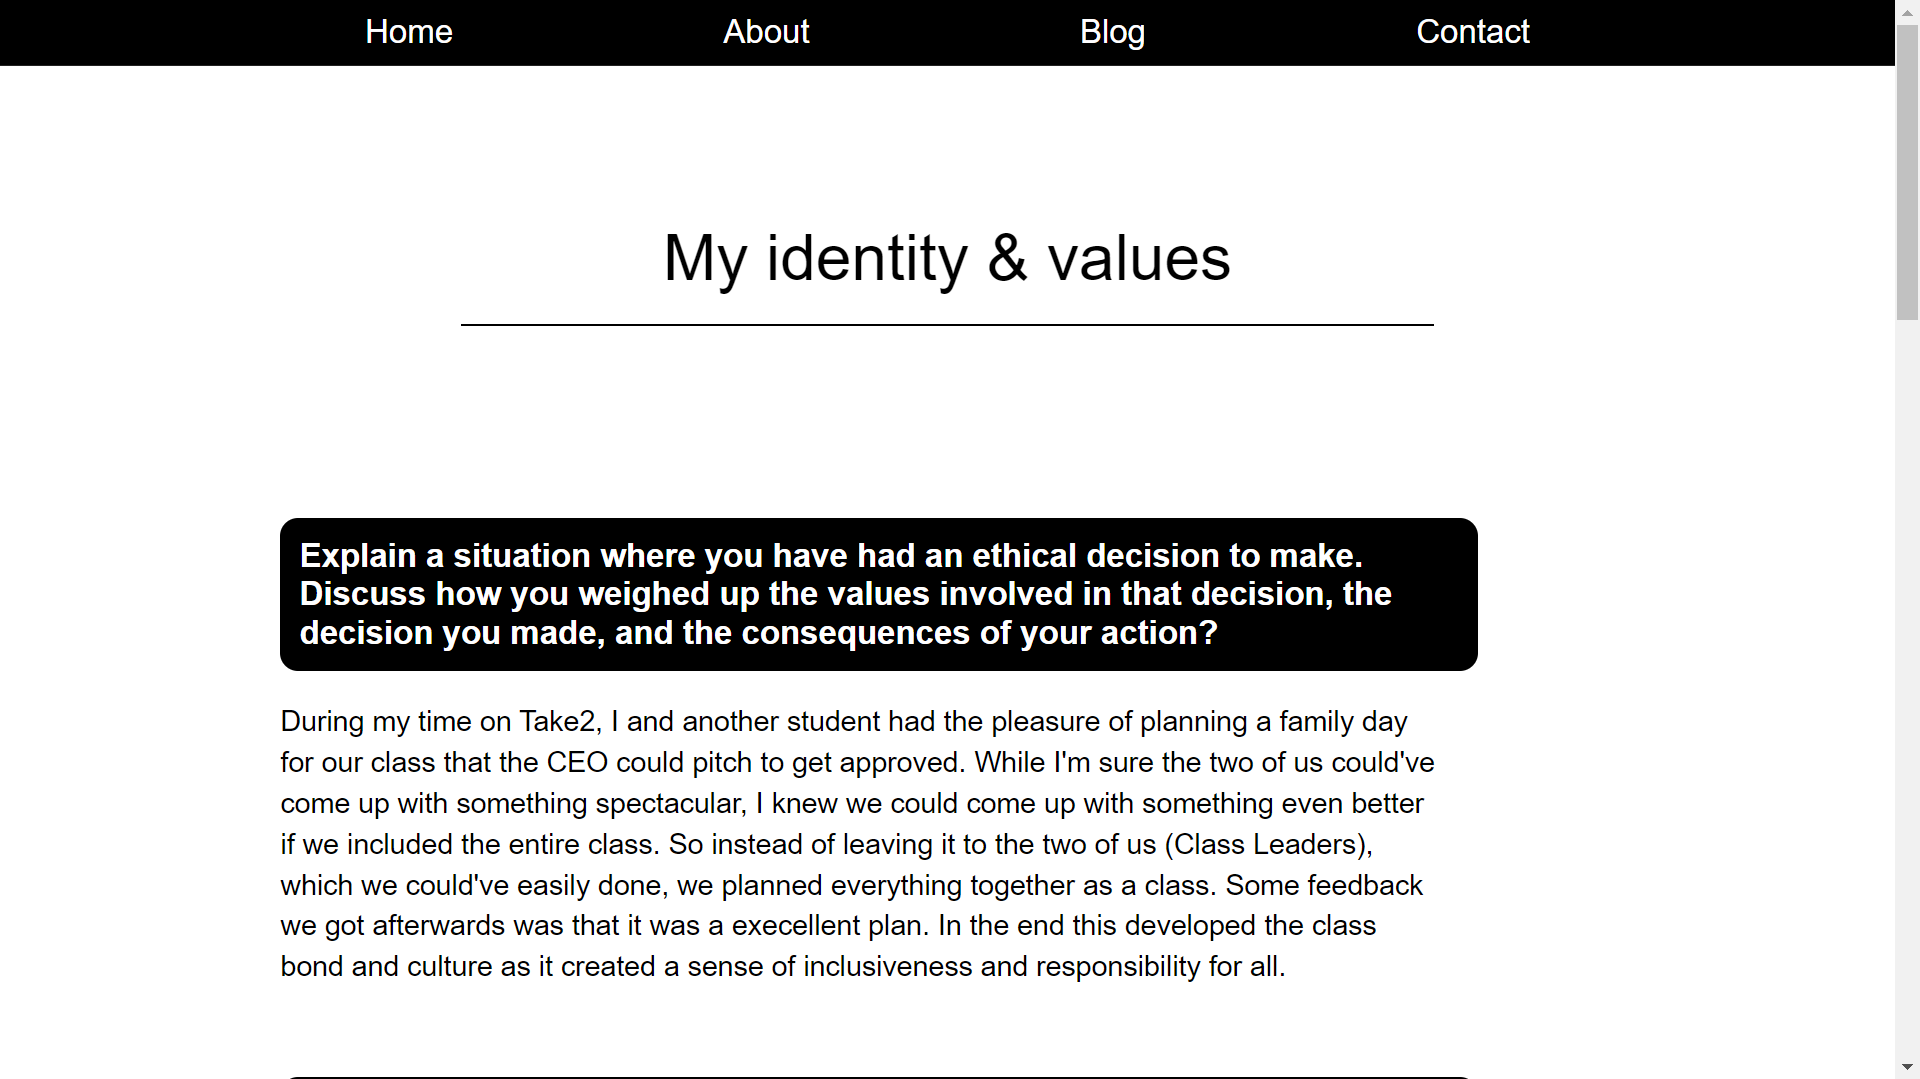 Home About Blog Contact
My identity & values
Explain a situation where you have had an ethical decision to make.
Discuss how you weighed up the values involved in that decision, the
decision you made, and the consequences of your action?
During my time on Take2, I and another student had the pleasure of planning a family day
for our class that the CEO could pitch to get approved. While I'm sure the two of us could've
come up with something spectacular, I knew we could come up with something even better
if we included the entire class. So instead of leaving it to the two of us (Class Leaders),
which we could've easily done, we planned everything together as a class. Some feedback
we got afterwards was that it was a execellent plan. In the end this developed the class
bond and culture as it created a sense of inclusiveness and responsibility for all.